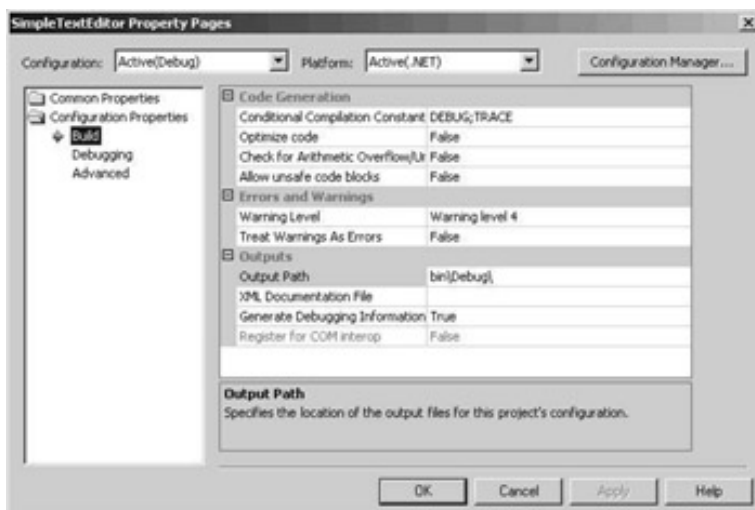 SimpleTextEditor Property Pages
Configuration: Active(Debug) Platform: Active(.NET) Configuration Manager...
Common Properties
Configuration Properties
Build
Debugging
Advanced
Code Generation
Conditional Compilation Constant DEBUG;TRACE
Optimize code False
Check for Arithmetic Overflow/Ur False
Allow unsafe code blocks False
Errors and Warnings
Warning Level Warning level 4
Treat Warnings As Errors False
Outputs
Output Path bin\Debug\
XML Documentation File
Generate Debugging Information True
Register for COM interop False
Output Path
Specifies the location of the output files for this project's configuration.
OK Cancel Apply Help